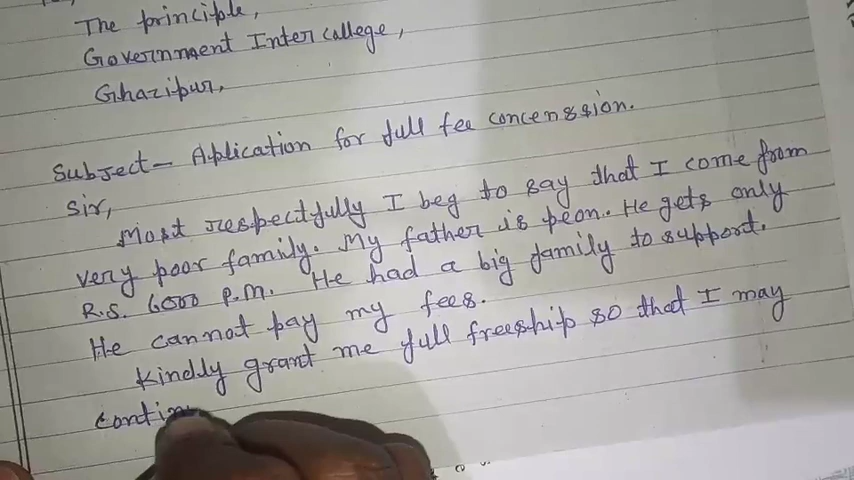 The principle,
Government Inter callege,
Ghazipur,
Subject- Application for full fee concenssion.
Sir,
Most respectfully I beg to say that I come from
very poor family. My father is peon. He gets only
R.S. 6000 P.M. He had a big family to support.
He cannot pay my fees.
Kindly grant me full freeship so that I may